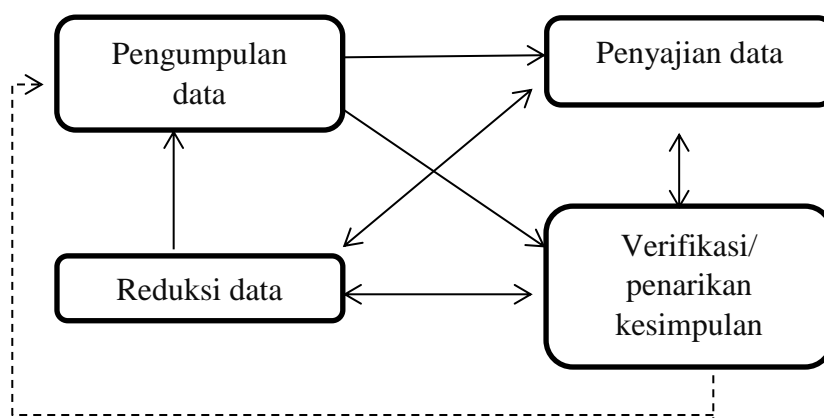 Pengumpulan
data
Penyajian data
Reduksi data
Verifikasi/
penarikan
kesimpulan